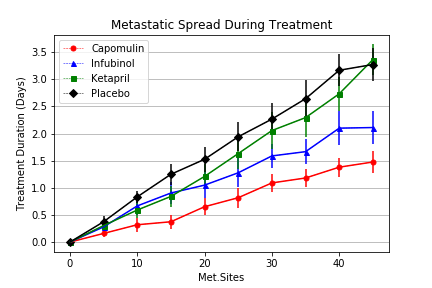 Metastatic Spread During Treatment
Capomulin
Infubinol
Ketapril
Placebo
Treatment Duration (Days)
3.5
3.0
2.5
2.0
1.5
1.0
0.5
0.0
0
10
20
30
40
Met.Sites